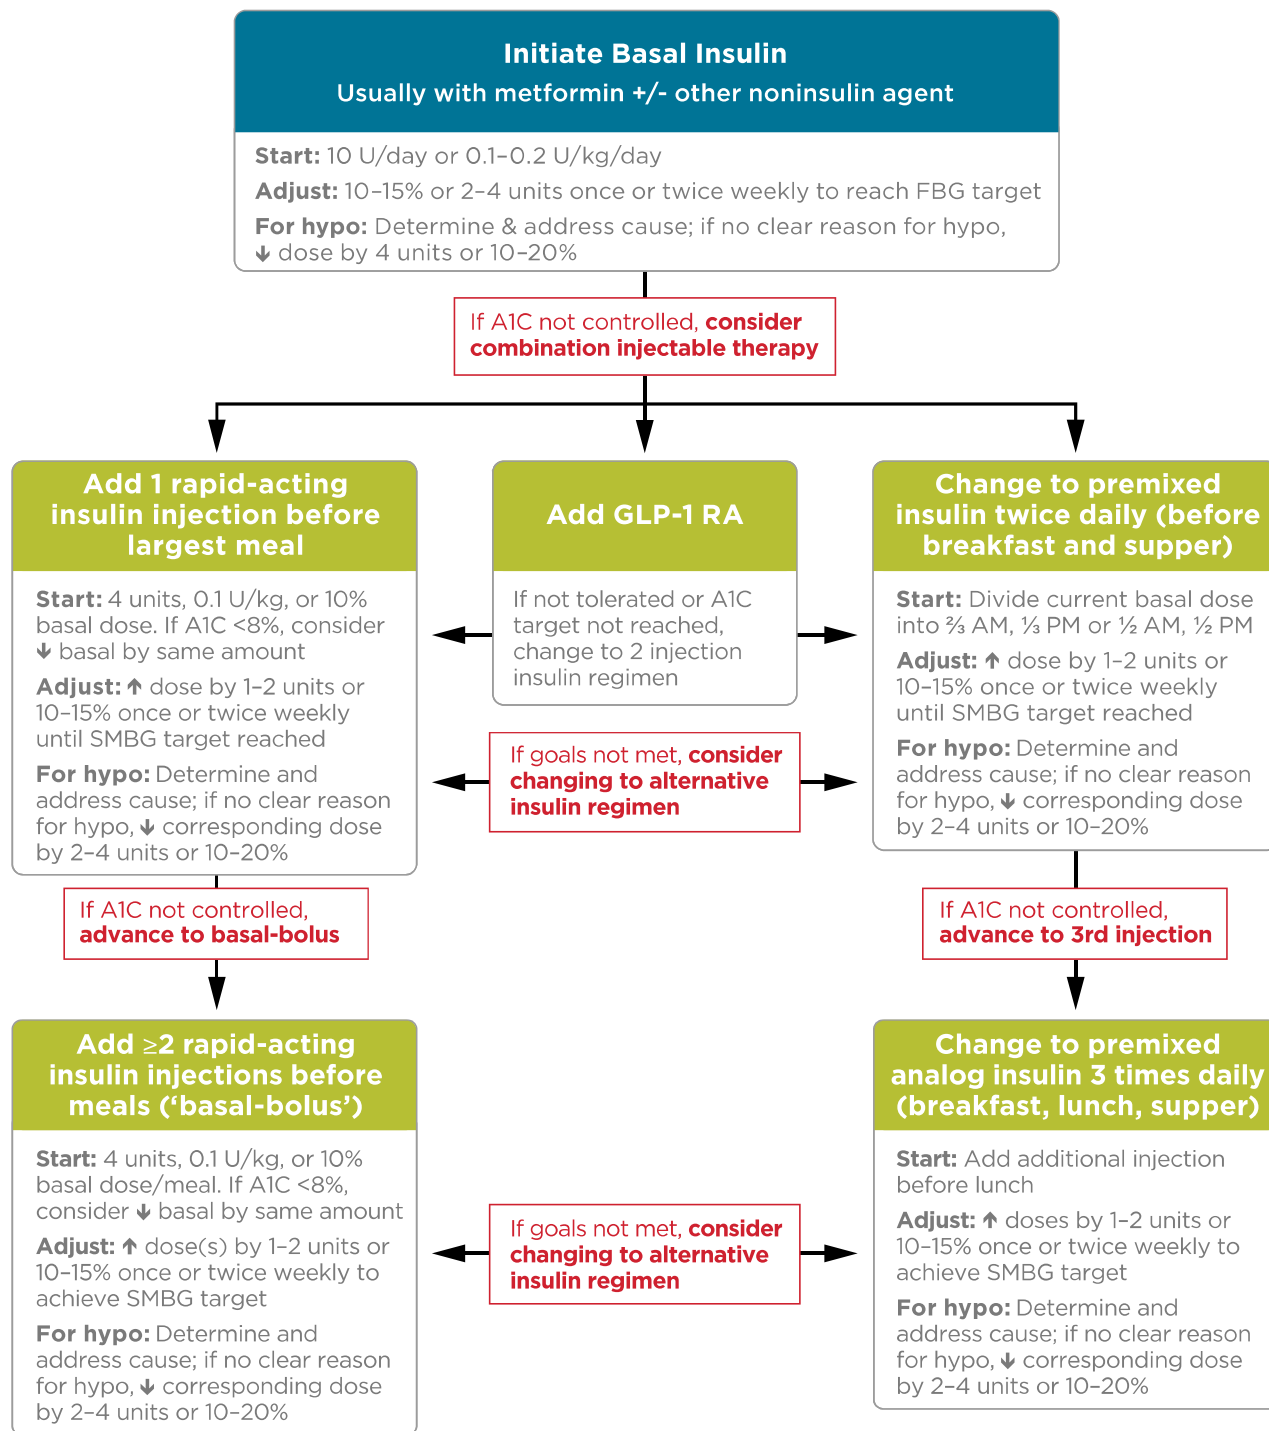 Initiate Basal Insulin
Usually with metformin +/- other noninsulin agent
Start: 10 U/day or 0.1–0.2 U/kg/day
Adjust: 10–15% or 2–4 units once or twice weekly to reach FBG target
For hypo: Determine & address cause; if no clear reason for hypo,
↓ dose by 4 units or 10–20%
If A1C not controlled, consider
combination injectable therapy
Add 1 rapid-acting
insulin injection before
largest meal
Start: 4 units, 0.1 U/kg, or 10%
basal dose. If A1C <8%, consider
↓ basal by same amount
Adjust: ↑ dose by 1–2 units or
10–15% once or twice weekly
until SMBG target reached
For hypo: Determine and
address cause; if no clear reason
for hypo, ↓ corresponding dose
by 2–4 units or 10–20%
Add GLP-1 RA
If not tolerated or A1C
target not reached,
change to 2 injection
insulin regimen
Change to premixed
insulin twice daily (before
breakfast and supper)
Start: Divide current basal dose
into ⅔ AM, ⅓ PM or ½ AM, ½ PM
Adjust: ↑ dose by 1–2 units or
10–15% once or twice weekly
until SMBG target reached
For hypo: Determine and
address cause; if no clear reason
for hypo, ↓ corresponding dose
by 2–4 units or 10–20%
If goals not met, consider
changing to alternative
insulin regimen
If A1C not controlled,
advance to basal-bolus
If A1C not controlled,
advance to 3rd injection
Add ≥2 rapid-acting
insulin injections before
meals (‘basal-bolus’)
Start: 4 units, 0.1 U/kg, or 10%
basal dose/meal. If A1C <8%,
consider ↓ basal by same amount
Adjust: ↑ dose(s) by 1–2 units or
10–15% once or twice weekly to
achieve SMBG target
For hypo: Determine and
address cause; if no clear reason
for hypo, ↓ corresponding dose
by 2–4 units or 10–20%
If goals not met, consider
changing to alternative
insulin regimen
Change to premixed
analog insulin 3 times daily
(breakfast, lunch, supper)
Start: Add additional injection
before lunch
Adjust: ↑ doses by 1–2 units or
10–15% once or twice weekly to
achieve SMBG target
For hypo: Determine and
address cause; if no clear reason
for hypo, ↓ corresponding dose
by 2–4 units or 10–20%